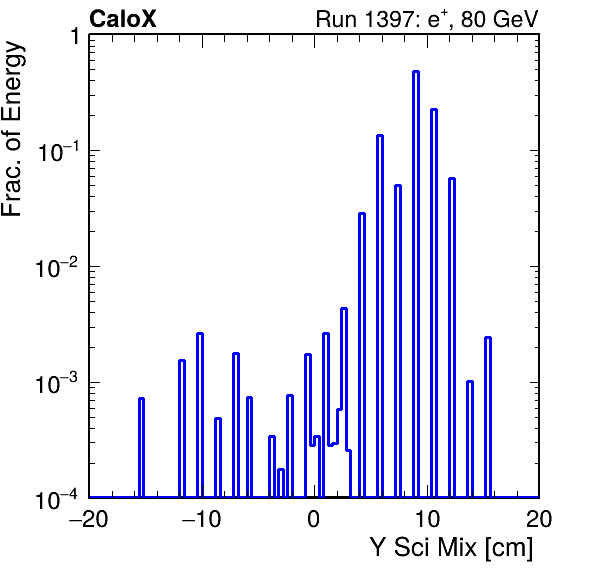 CaloX Run 1397: e⁺, 80 GeV
Frac. of Energy
1
10⁻¹
10⁻²
10⁻³
10⁻⁴
−20 −10 0 10 20
Y Sci Mix [cm]